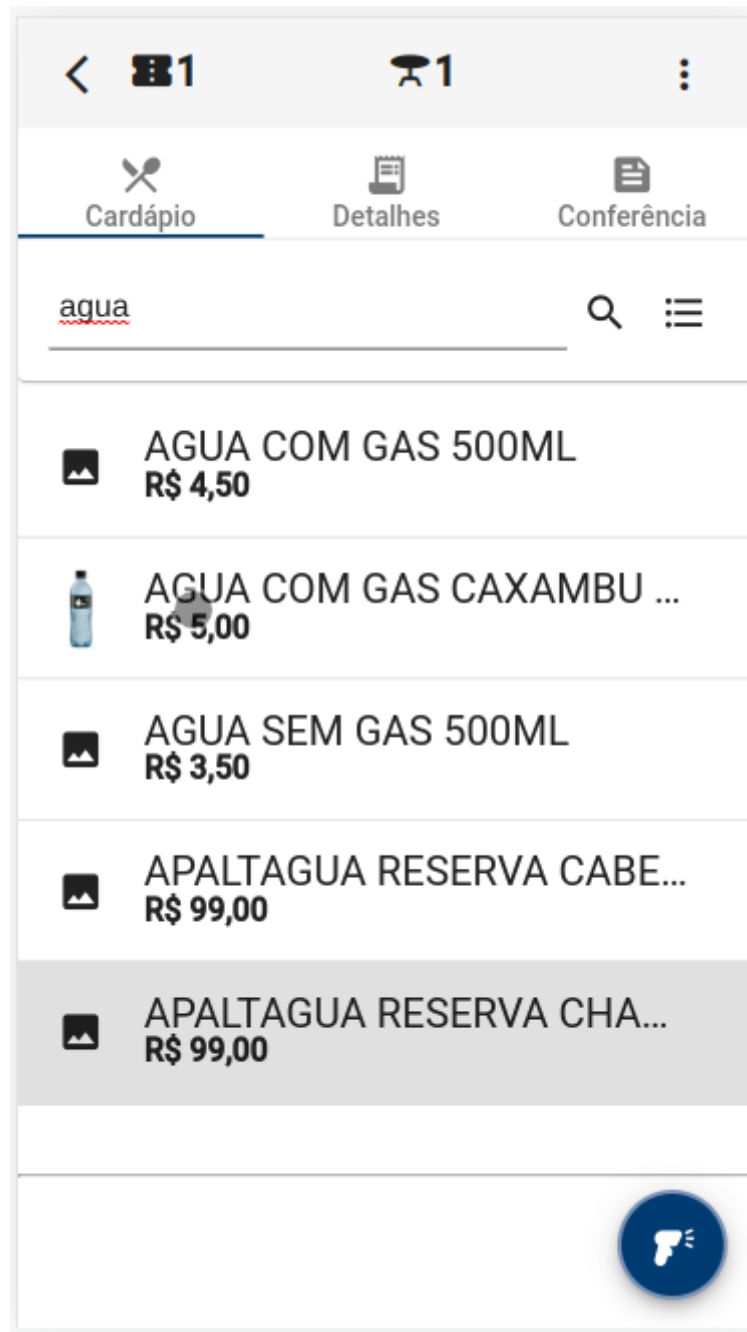 1
1
Cardápio
Detalhes
Conferência
agua
AGUA COM GAS 500ML
R$ 4,50
AGUA COM GAS CAXAMBU ...
R$ 5,00
AGUA SEM GAS 500ML
R$ 3,50
APALTAGUA RESERVA CABE...
R$ 99,00
APALTAGUA RESERVA CHA...
R$ 99,00